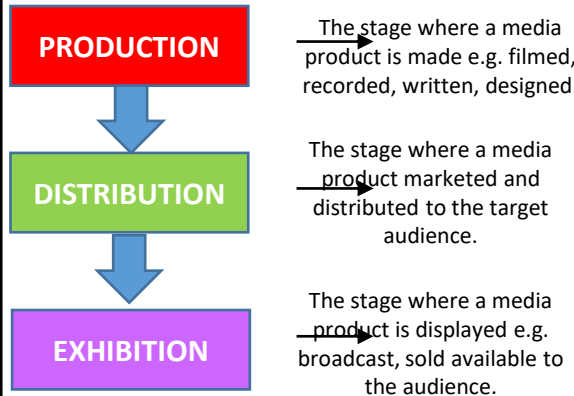 PRODUCTION
The stage where a media
product is made e.g. filmed,
recorded, written, designed
DISTRIBUTION
The stage where a media
product marketed and
distributed to the target
audience.
EXHIBITION
The stage where a media
product is displayed e.g.
broadcast, sold available to
the audience.